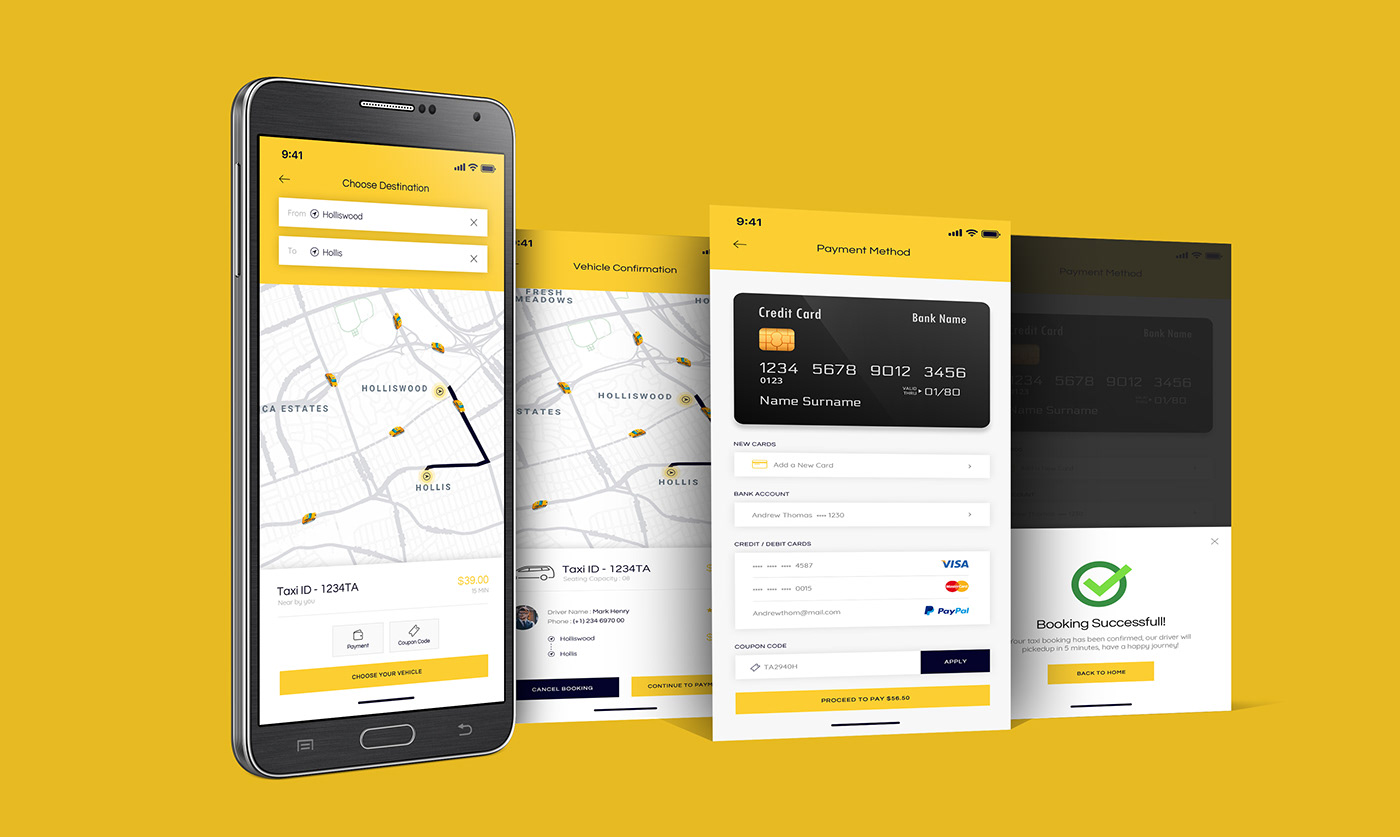 9:41
Choose Destination
From Holliswood
To Hollis
HOLLISWOOD
CA ESTATES
HOLLIS
Taxi ID - 1234TA
$39.00
Near by you
15 MIN
Payment
Coupon Code
CHOOSE YOUR VEHICLE
:41
Vehicle Confirmation
FRESH
MEADOWS
HO
HOLLISWOOD
ESTATES
HOLLIS
Taxi ID - 1234TA
Seating Capacity : 08
Driver Name : Mark Henry
Phone : (+1) 234 6970 00
Holliswood
Hollis
CANCEL BOOKING
CONTINUE TO PAYM
9:41
Payment Method
Credit Card
Bank Name
1234 5678 9012 3456
0123
VALID
THRU 01/80
Name Surname
NEW CARDS
Add a New Card
BANK ACCOUNT
Andrew Thomas •••• 1230
CREDIT / DEBIT CARDS
•••• •••• •••• 4587
VISA
•••• •••• •••• 0015
MasterCard
Andrewthom@mail.com
PayPal
COUPON CODE
TA2940H
APPLY
PROCEED TO PAY $56.50
Payment Method
redit Card
Bank Name
1234 5678 9012 3456
01/80
Name Surname
Booking Successfull!
Your taxi booking has been confirmed, our driver will
pickedup in 5 minutes, have a happy journey!
BACK TO HOME